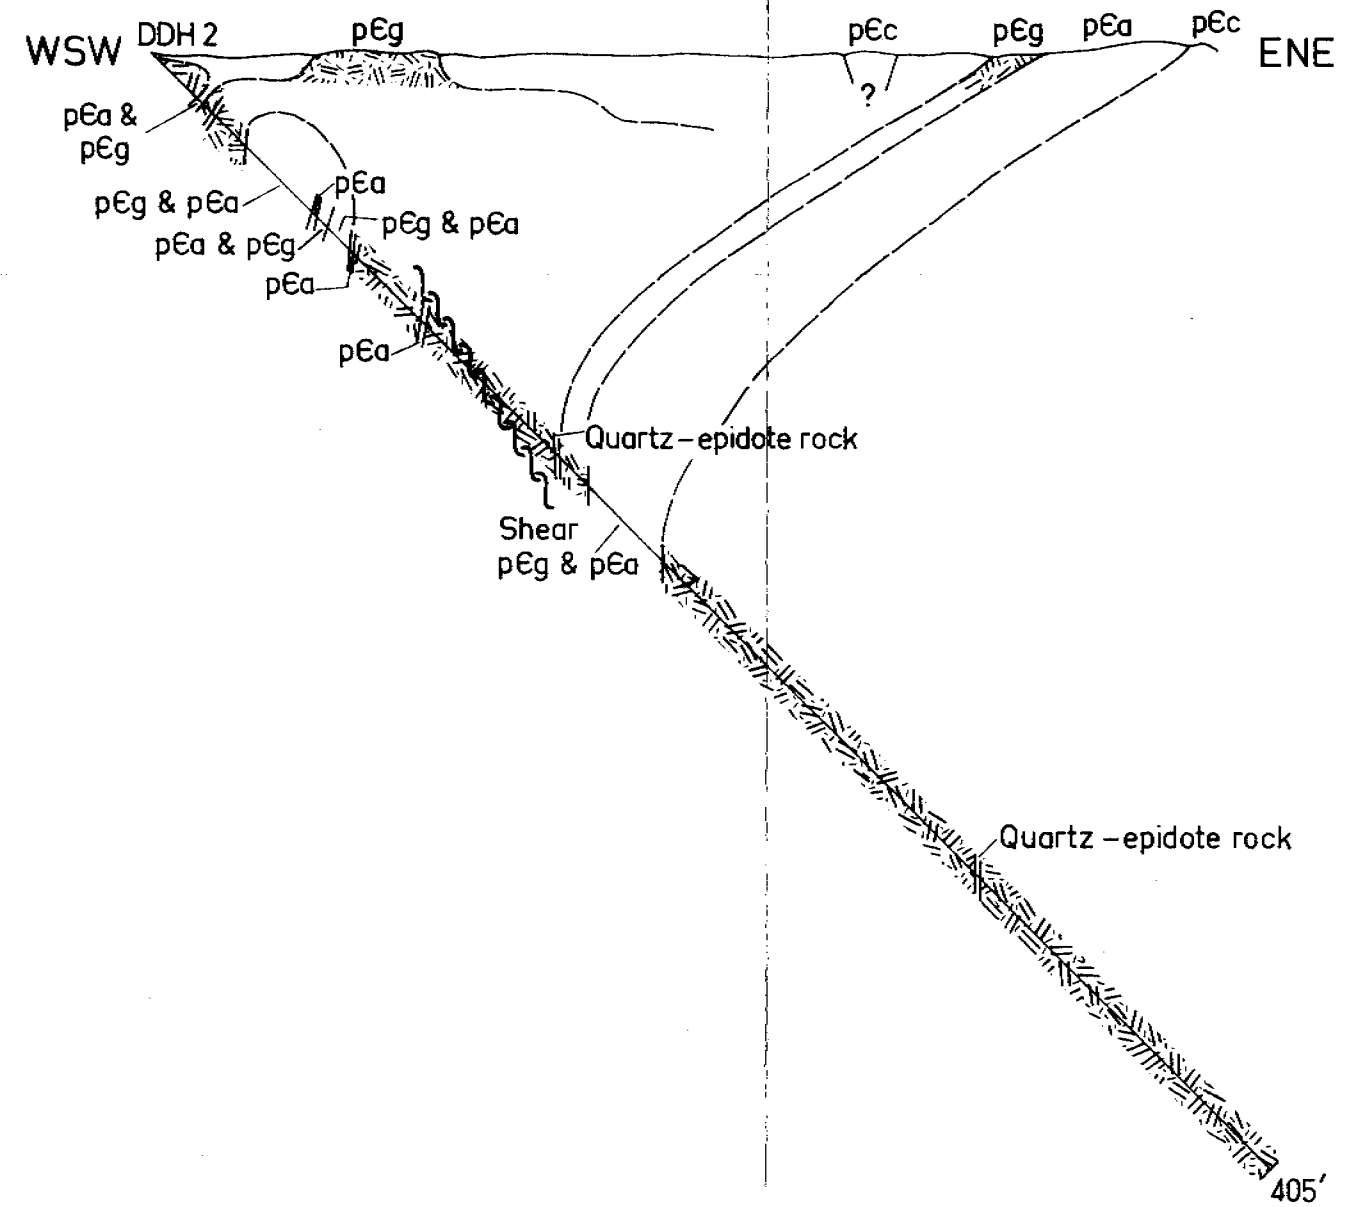 WSW
DDH 2
pЄg
pЄc
pЄg
pЄa
pЄc
ENE
?
pЄa &
pЄg
pЄa
pЄg & pЄa
pЄg & pЄa
pЄa & pЄg
pЄa
pЄa
Quartz-epidote rock
Shear
pЄg & pЄa
Quartz-epidote rock
405'